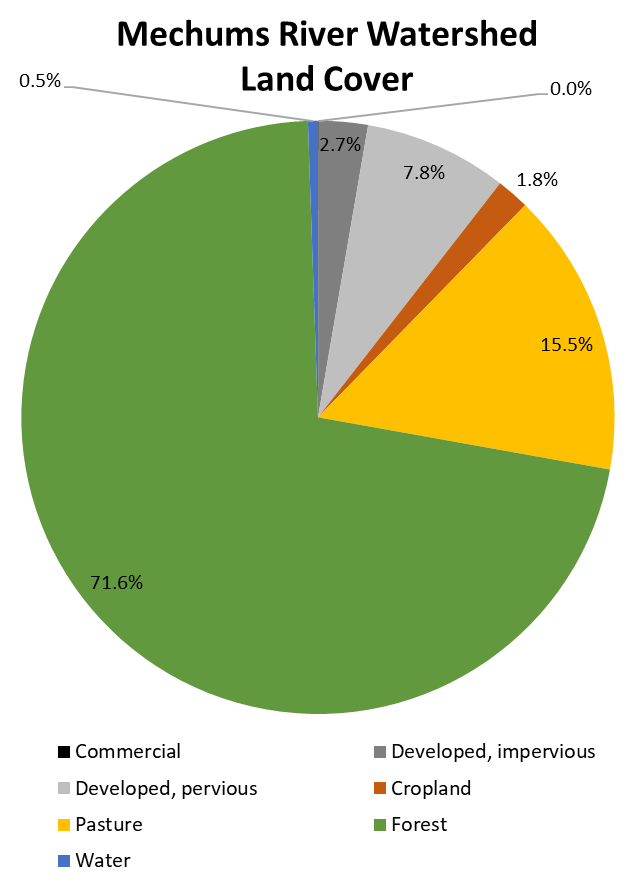 Mechums River Watershed
Land Cover
0.5%
0.0%
2.7%
7.8%
1.8%
15.5%
71.6%
Commercial
Developed, impervious
Developed, pervious
Cropland
Pasture
Forest
Water